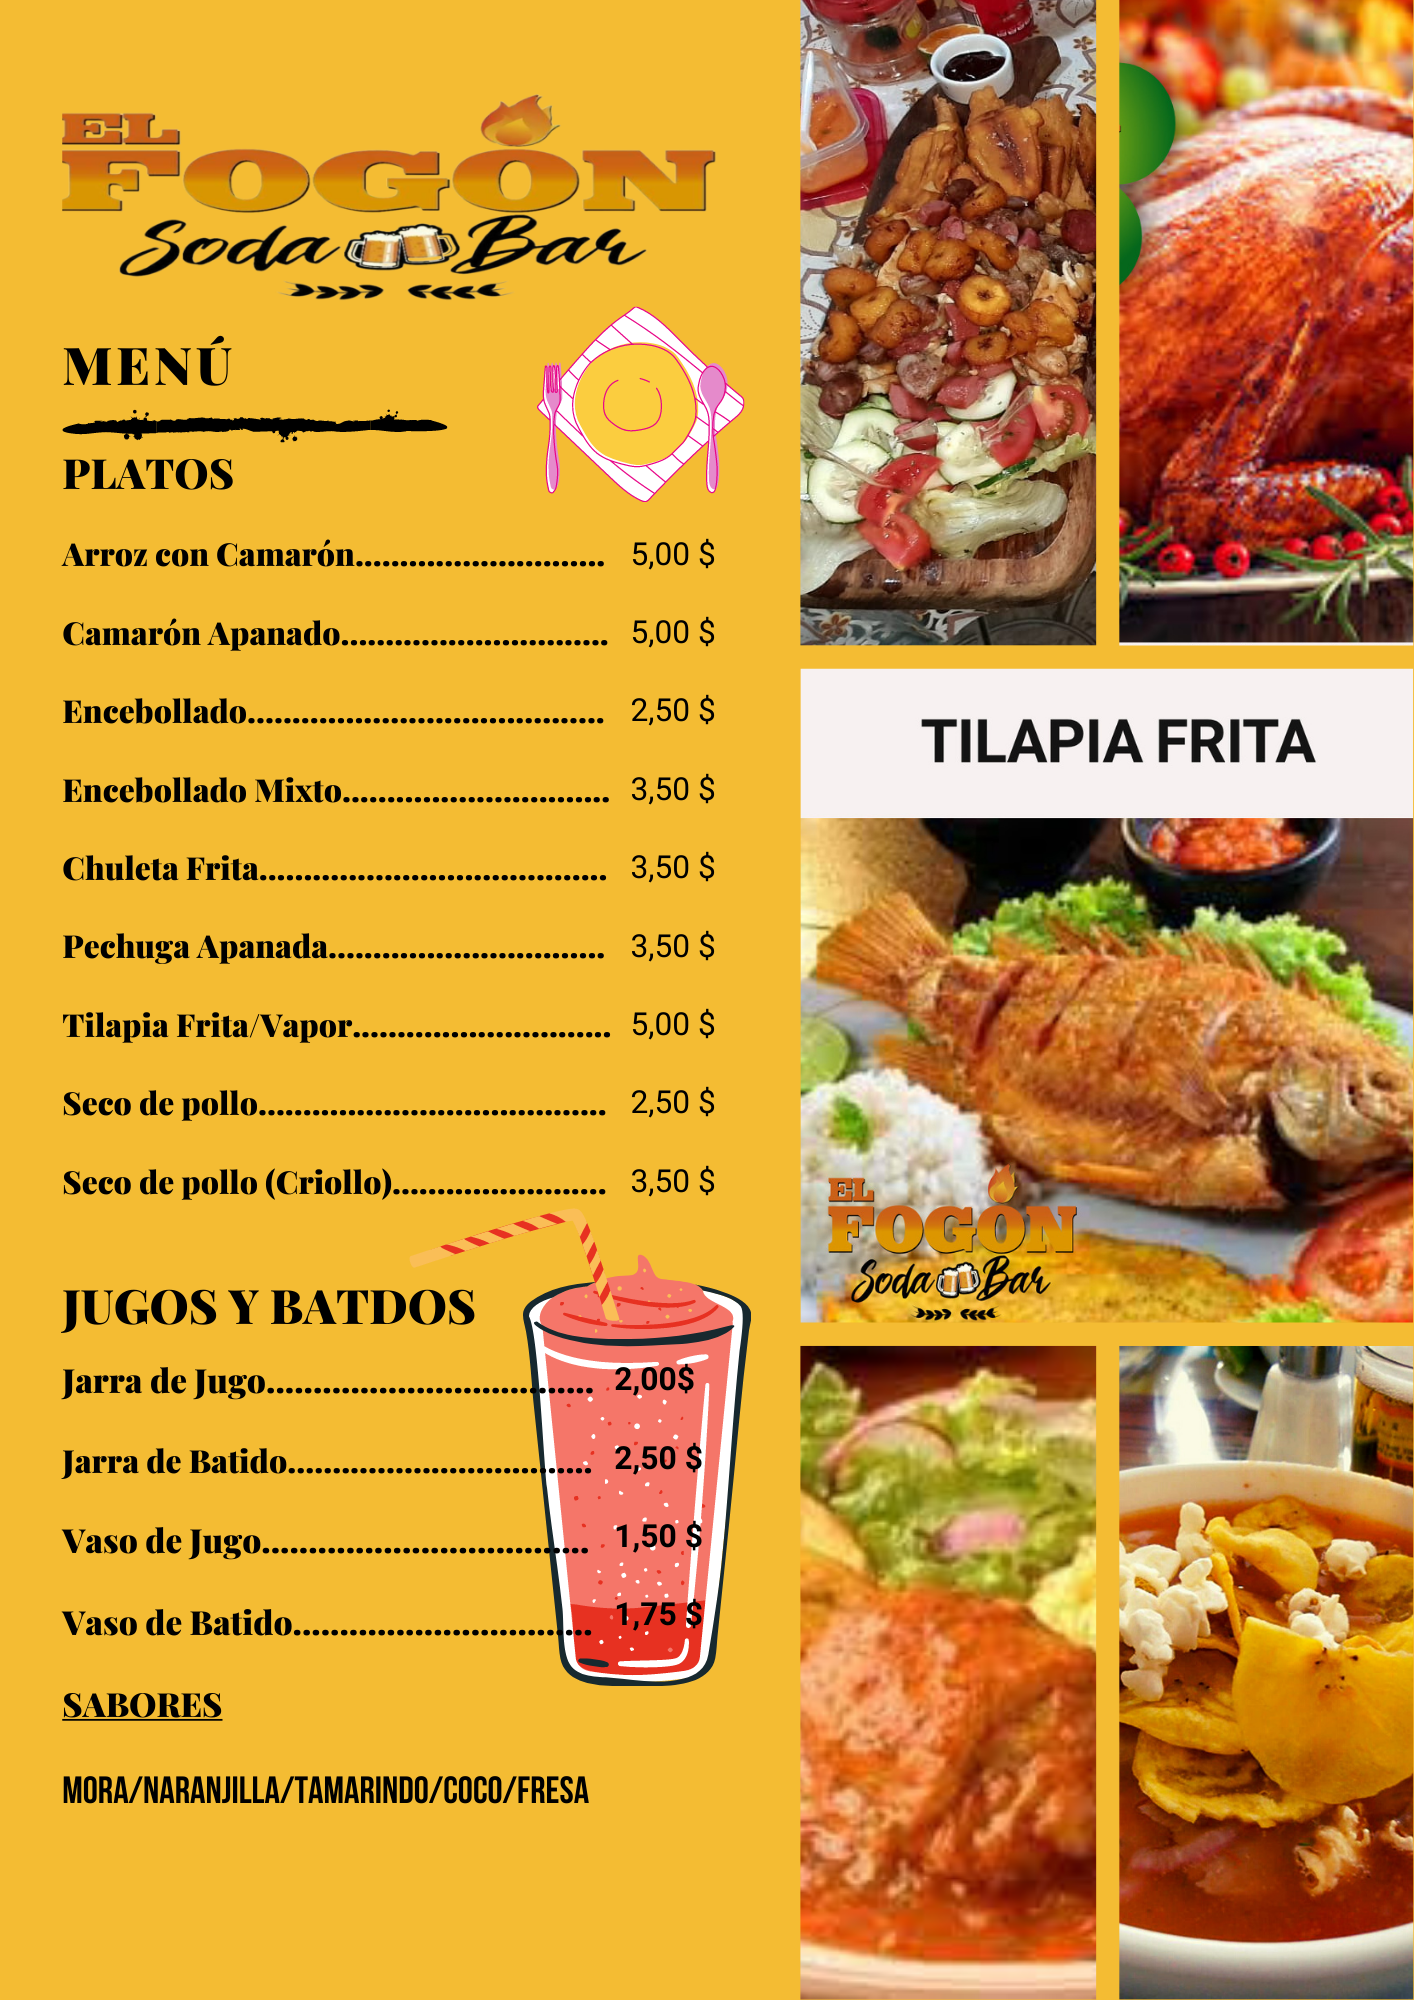 EL
FOGÓN
Soda Bar
MENÚ
PLATOS
Arroz con Camarón........................... 5,00 $
Camarón Apanado............................. 5,00 $
Encebollado....................................... 2,50 $
Encebollado Mixto............................. 3,50 $
Chuleta Frita...................................... 3,50 $
Pechuga Apanada.............................. 3,50 $
Tilapia Frita/Vapor............................ 5,00 $
Seco de pollo...................................... 2,50 $
Seco de pollo (Criollo)....................... 3,50 $
JUGOS Y BATDOS
Jarra de Jugo................................... 2,00$
Jarra de Batido................................ 2,50 $
Vaso de Jugo................................... 1,50 $
Vaso de Batido................................ 1,75 $
SABORES
MORA/NARANJILLA/TAMARINDO/COCO/FRESA
TILAPIA FRITA
EL
FOGÓN
Soda Bar